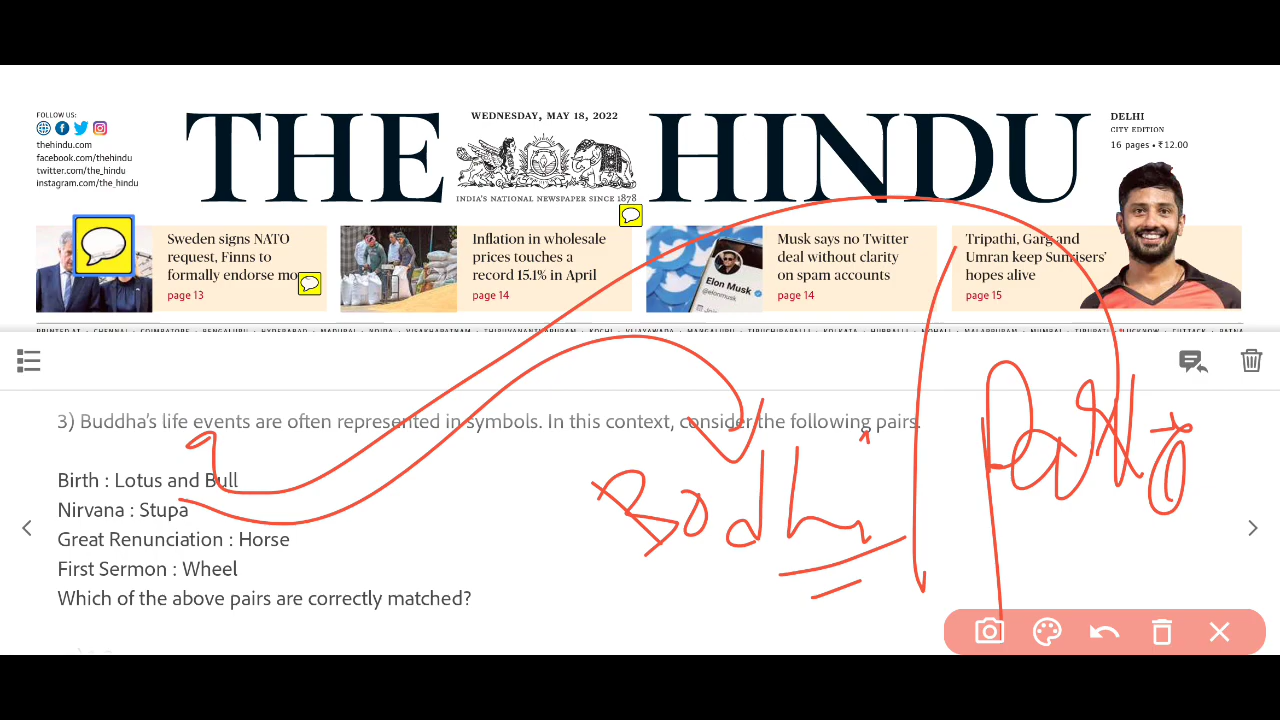 FOLLOW US:
thehindu.com
facebook.com/thehindu
twitter.com/the_hindu
instagram.com/the_hindu
THE HINDU
WEDNESDAY, MAY 18, 2022
INDIA'S NATIONAL NEWSPAPER SINCE 1878
DELHI
CITY EDITION
16 pages • ₹12.00
Sweden signs NATO
request, Finns to
formally endorse
page 13
Inflation in wholesale
prices touches a
record 15.1% in April
page 14
Elon Musk
@elonmusk
Musk says no Twitter
deal without clarity
on spam accounts
page 14
Tripathi, Garg and
Umran keep Sunrisers'
hopes alive
page 15
3) Buddha's life events are often represented in symbols. In this context, consider the following pairs.
Birth : Lotus and Bull
Nirvana : Stupa
Great Renunciation : Horse
First Sermon : Wheel
Which of the above pairs are correctly matched?
Bodhi